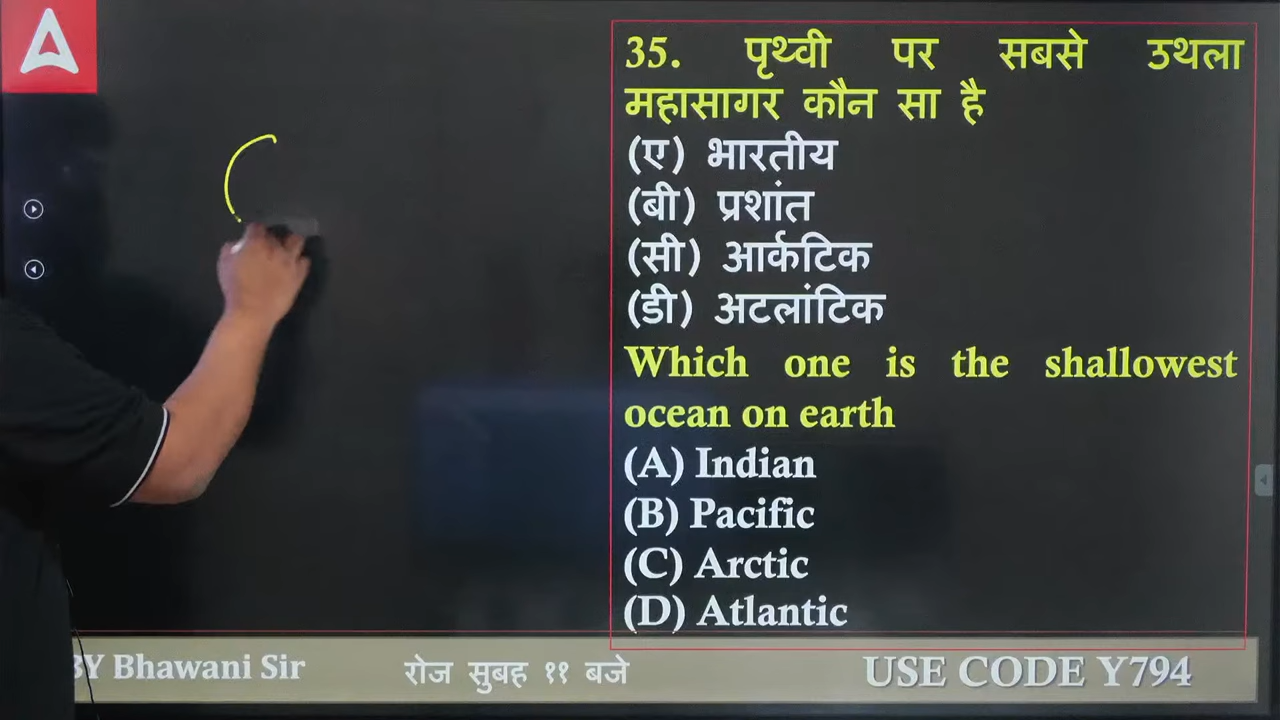 35. पृथ्वी पर सबसे उथला
महासागर कौन सा है
(ए) भारतीय
(बी) प्रशांत
(सी) आर्कटिक
(डी) अटलांटिक
Which one is the shallowest
ocean on earth
(A) Indian
(B) Pacific
(C) Arctic
(D) Atlantic
BY Bhawani Sir रोज सुबह ११ बजे USE CODE Y794